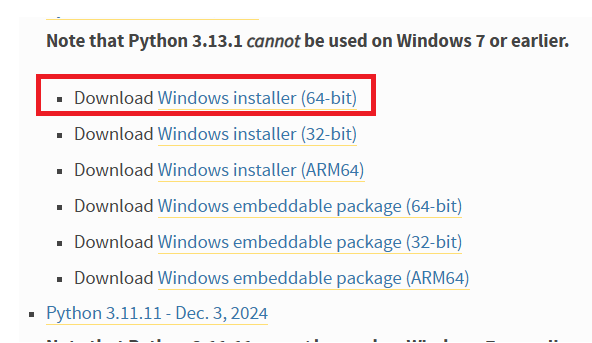 Note that Python 3.13.1 cannot be used on Windows 7 or earlier.
Download Windows installer (64-bit)
Download Windows installer (32-bit)
Download Windows installer (ARM64)
Download Windows embeddable package (64-bit)
Download Windows embeddable package (32-bit)
Download Windows embeddable package (ARM64)
Python 3.11.11 - Dec. 3, 2024